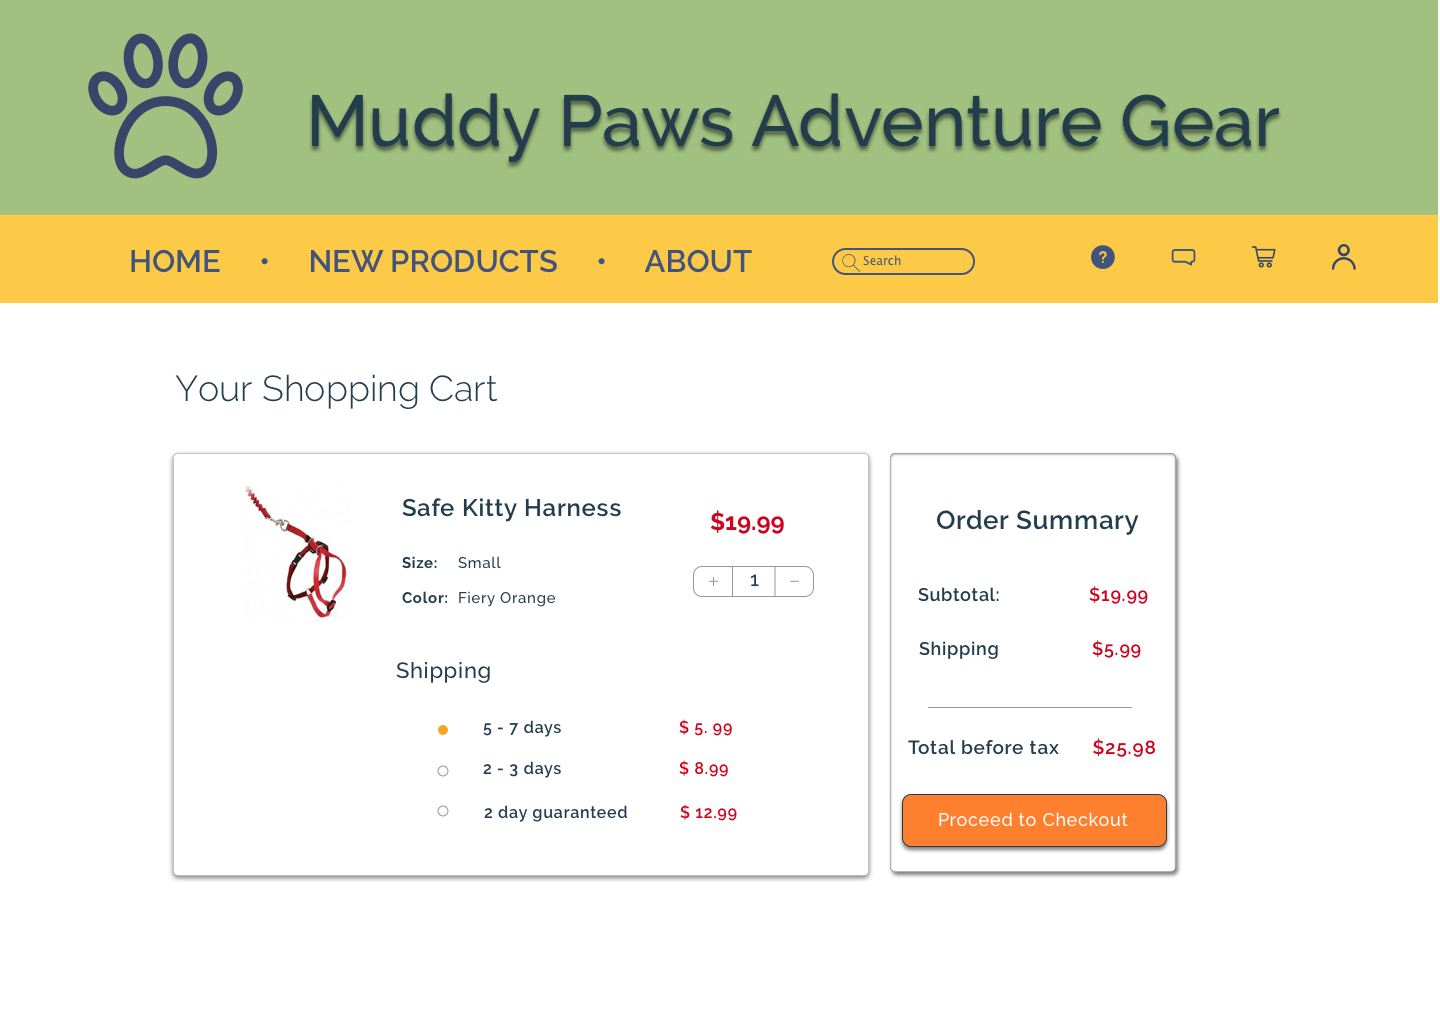 Muddy Paws Adventure Gear
HOME • NEW PRODUCTS • ABOUT Search ?
Your Shopping Cart
Safe Kitty Harness
$19.99
Size: Small
+ 1 −
Color: Fiery Orange
Shipping
5 - 7 days $ 5. 99
2 - 3 days $ 8.99
2 day guaranteed $ 12.99
Order Summary
Subtotal: $19.99
Shipping $5.99
Total before tax $25.98
Proceed to Checkout